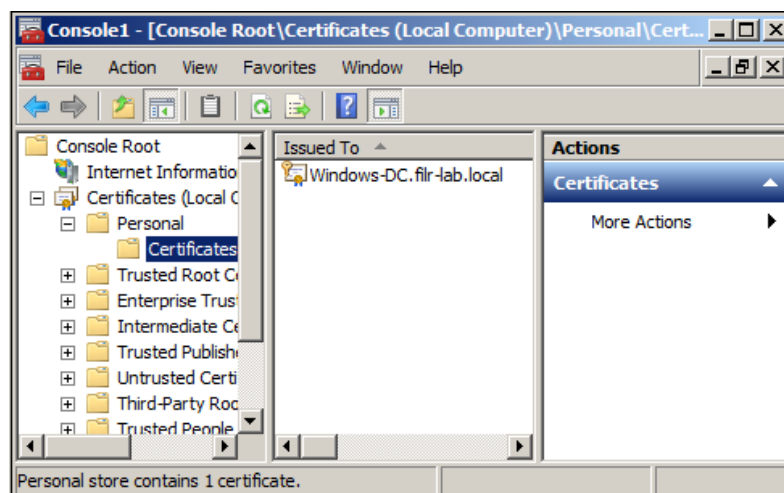 Console1 - [Console Root\Certificates (Local Computer)\Personal\Cert...
File Action View Favorites Window Help
Console Root
Internet Informatio
Certificates (Local C
Personal
Certificates
Trusted Root Ce
Enterprise Trus
Intermediate Ce
Trusted Publishe
Untrusted Certi
Third-Party Roo
Trusted People
Issued To
Windows-DC.filr-lab.local
Actions
Certificates
More Actions
Personal store contains 1 certificate.